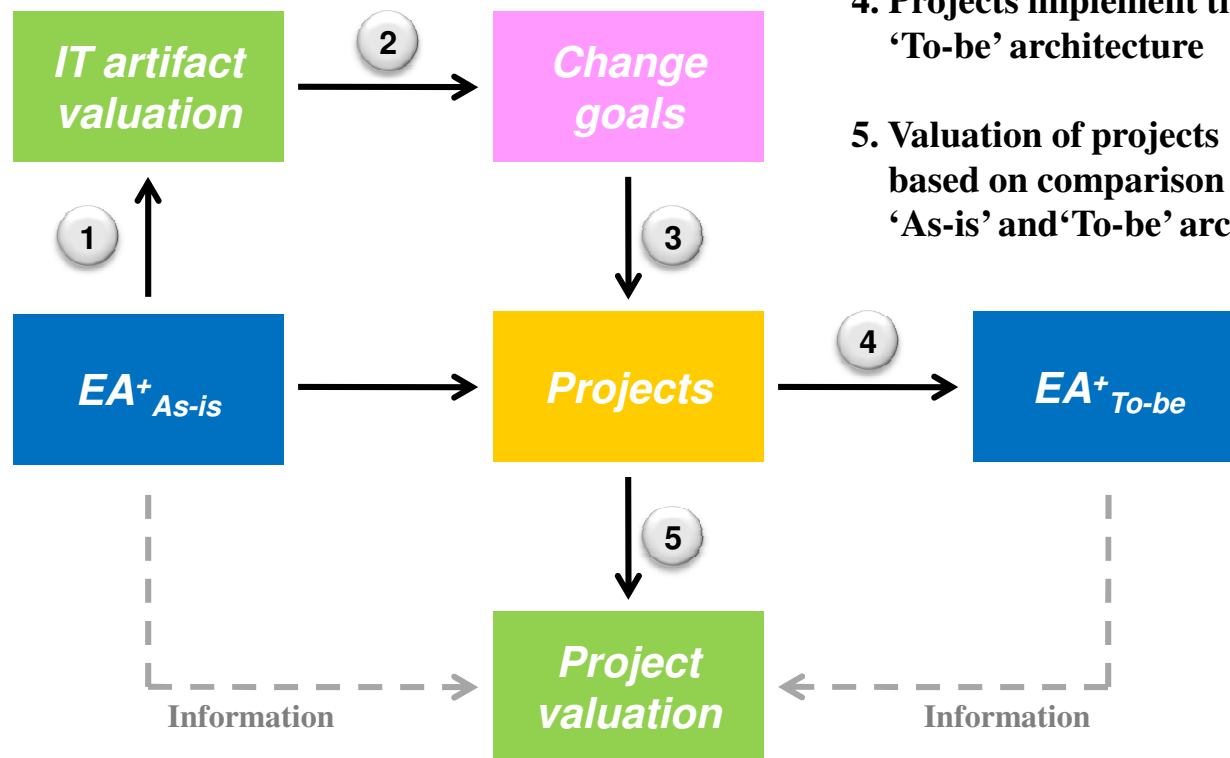 IT artifact
valuation
2
Change
goals
4. Projects implement
‘To-be’ architecture
5. Valuation of projects
based on comparison
‘As-is’ and‘To-be’
1
3
EA+ As-is
Projects
4
EA+ To-be
5
Project
valuation
Information
Information